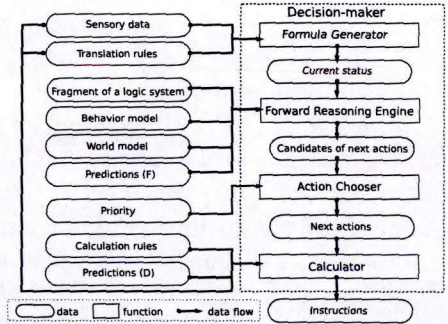 Decision-maker
Sensory data
Formula Generator
Translation rules
Current status
Fragment of a logic system
Forward Reasoning Engine
Behavior model
World model
Candidates of next actions
Predictions (F)
Action Chooser
Priority
Next actions
Calculation rules
Calculator
Predictions (D)
data
function
data flow
Instructions